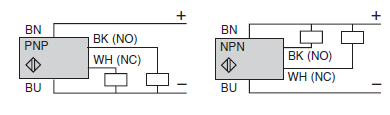 +
BN
PNP
BK (NO)
WH (NC)
BU
−
+
BN
NPN
BK (NO)
WH (NC)
BU
−